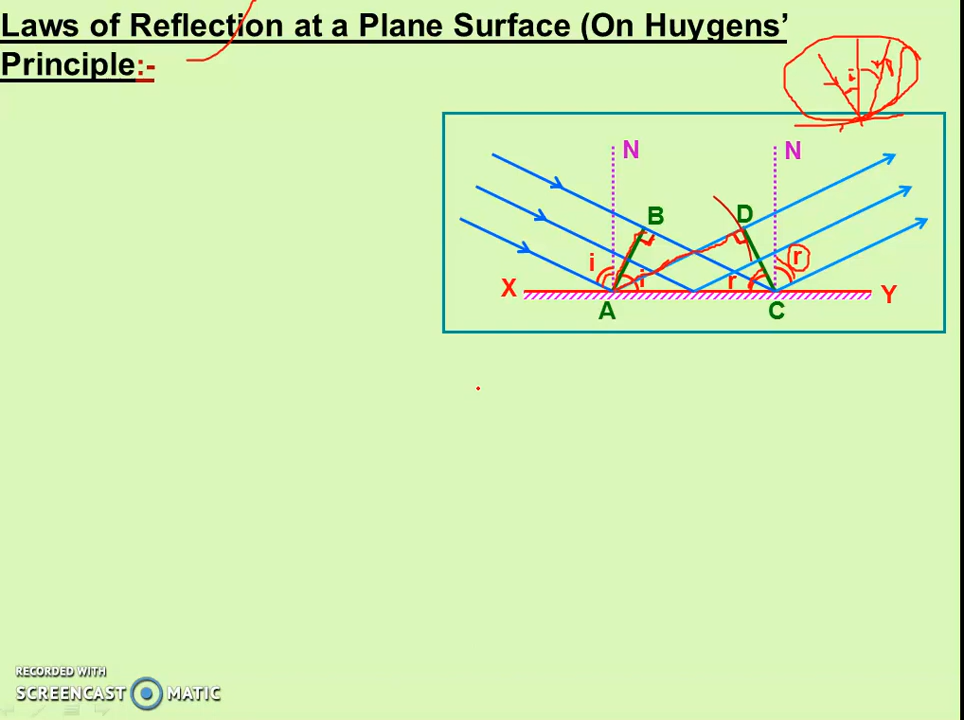 Laws of Reflection at a Plane Surface (On Huygens’
Principle:-
i
N
N
B
D
i
i
r
r
X
Y
A
C
RECORDED WITH
SCREENCAST MATIC